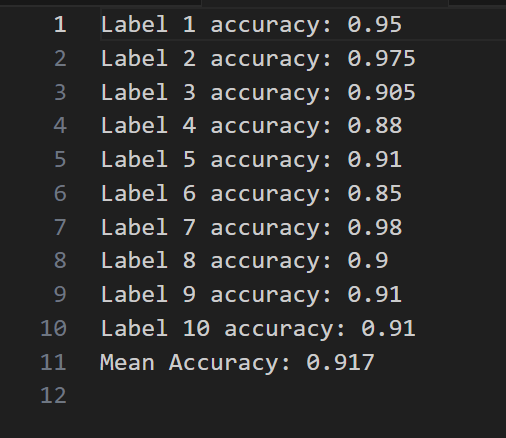 1 Label 1 accuracy: 0.95
2 Label 2 accuracy: 0.975
3 Label 3 accuracy: 0.905
4 Label 4 accuracy: 0.88
5 Label 5 accuracy: 0.91
6 Label 6 accuracy: 0.85
7 Label 7 accuracy: 0.98
8 Label 8 accuracy: 0.9
9 Label 9 accuracy: 0.91
10 Label 10 accuracy: 0.91
11 Mean Accuracy: 0.917
12